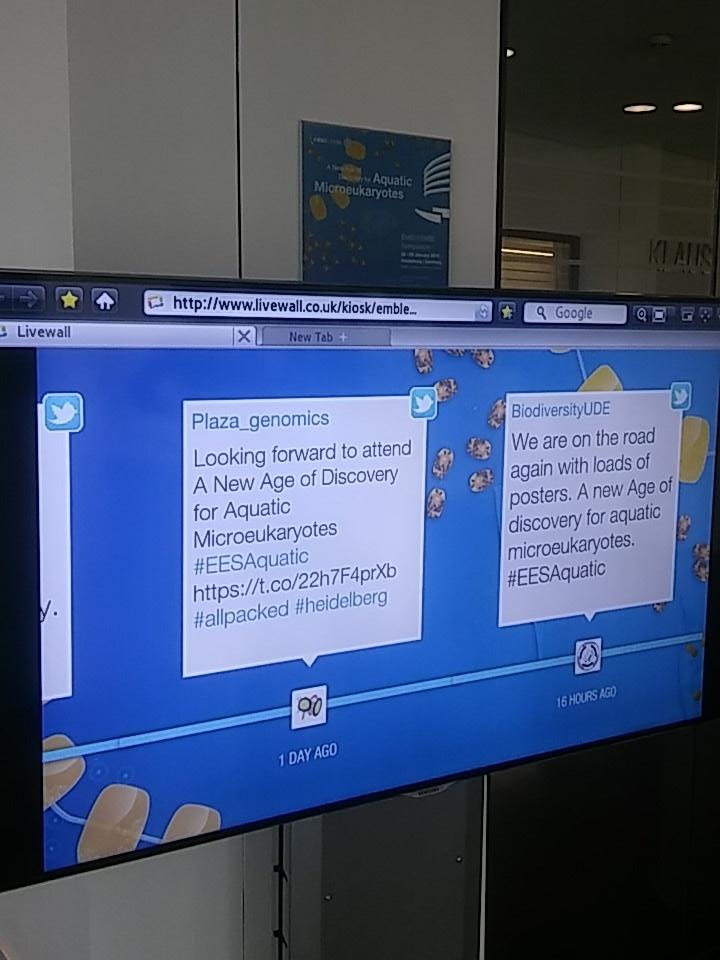 A New Age of
Discovery for Aquatic
Microeukaryotes
KLAUS
http://www.livewall.co.uk/kiosk/emble...
Google
Livewall
New Tab +
y.
Plaza_genomics
Looking forward to attend
A New Age of Discovery
for Aquatic
Microeukaryotes
#EESAquatic
https://t.co/22h7F4prXb
#allpacked #heidelberg
1 DAY AGO
BiodiversityUDE
We are on the road
again with loads of
posters. A new Age of
discovery for aquatic
microeukaryotes.
#EESAquatic
16 HOURS AGO